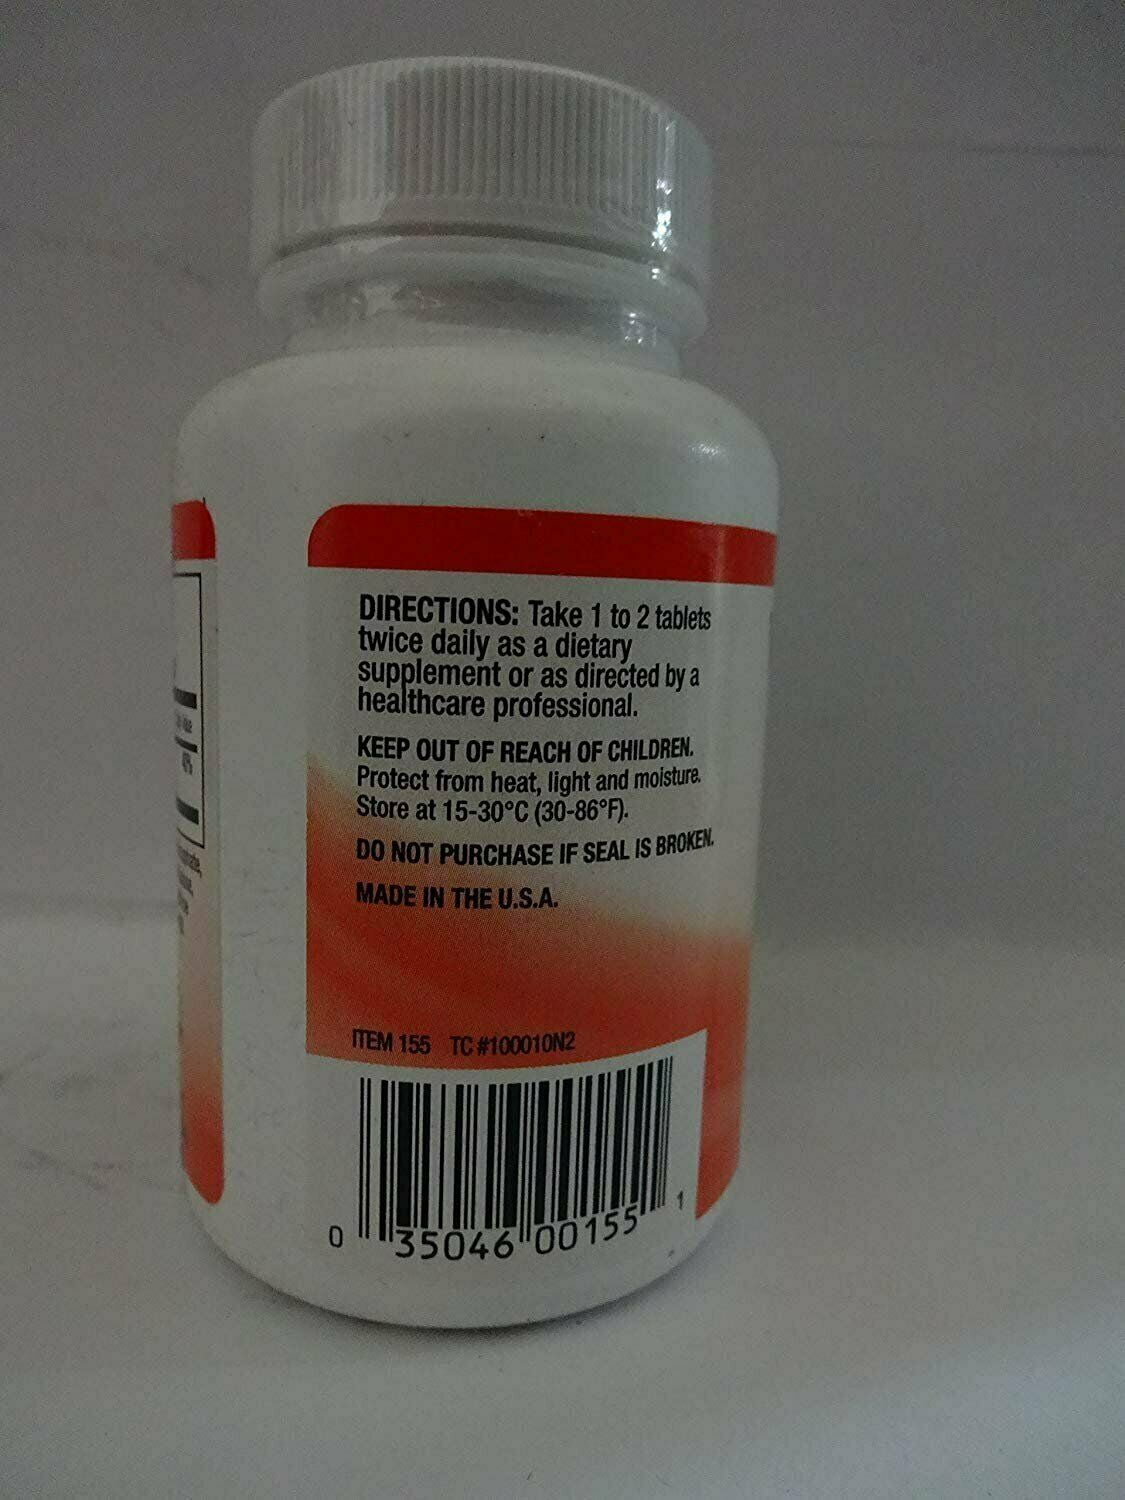 DIRECTIONS: Take 1 to 2 tablets
twice daily as a dietary
supplement or as directed by a
healthcare professional.
KEEP OUT OF REACH OF CHILDREN.
Protect from heat, light and moisture.
Store at 15-30°C (30-86°F).
DO NOT PURCHASE IF SEAL IS BROKEN.
MADE IN THE U.S.A.
ITEM 155 TC #100010N2
0 35046 00155 1